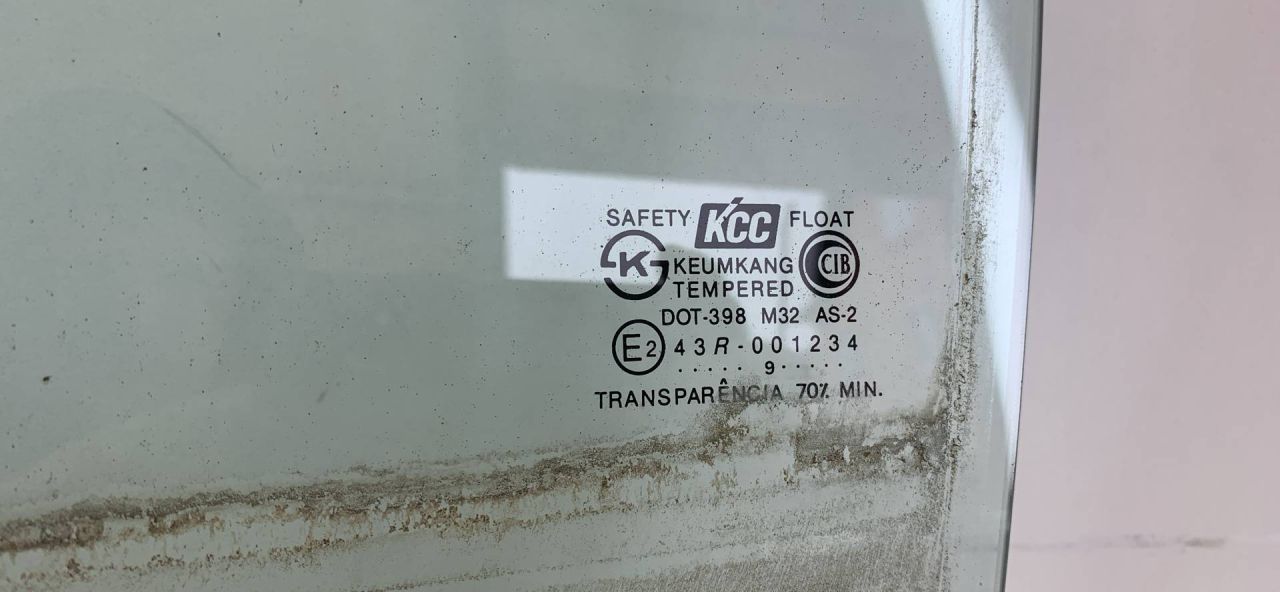 SAFETY KCC FLOAT
K KEUMKANG CIB
TEMPERED
DOT-398 M32 AS-2
E2 43R-001234
.....9.....
TRANSPARÊNCIA 70% MIN.